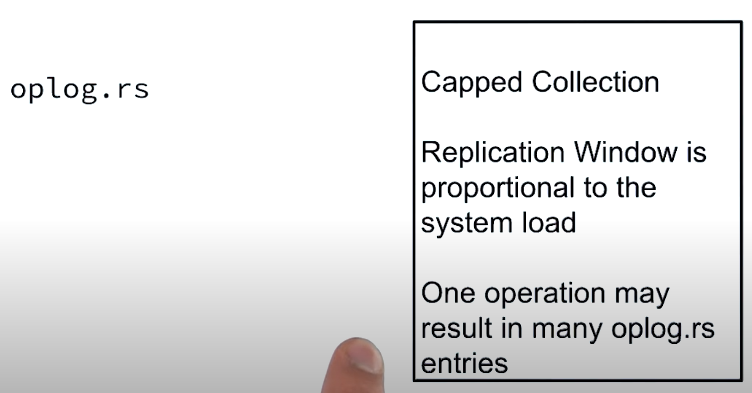 oplog.rs
Capped Collection
Replication Window is
proportional to the
system load
One operation may
result in many oplog.rs
entries